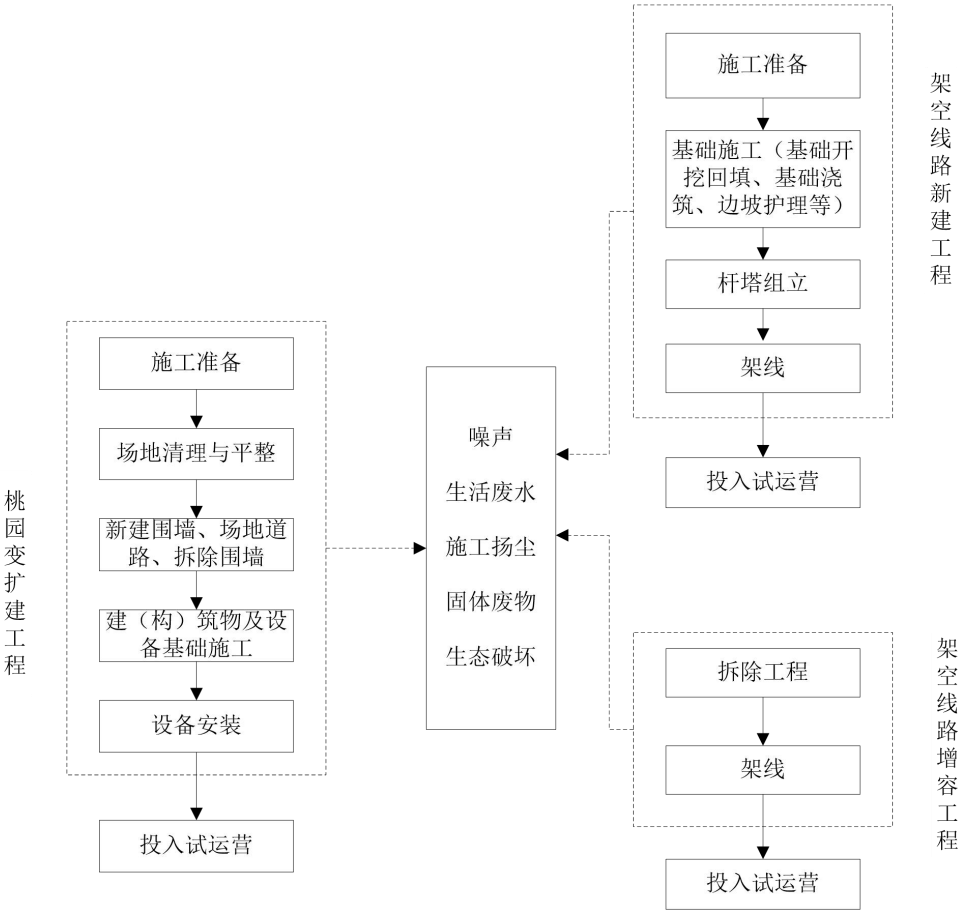 施工准备
基础施工（基础开
挖回填、基础浇
筑、边坡护理等）
杆塔组立
架线
投入试运营
架空线路新建工程
桃园变扩建工程
施工准备
场地清理与平整
新建围墙、场地道
路、拆除围墙
建（构）筑物及设
备基础施工
设备安装
投入试运营
噪声
生活废水
施工扬尘
固体废物
生态破坏
拆除工程
架线
投入试运营
架空线路增容工程